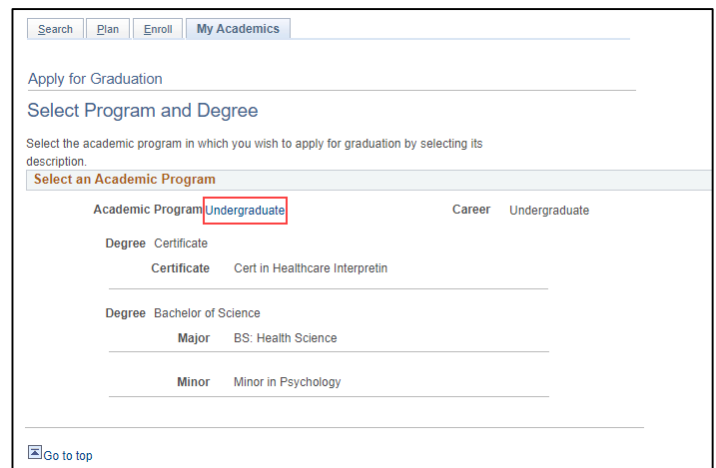 Search Plan Enroll My Academics
Apply for Graduation
Select Program and Degree
Select the academic program in which you wish to apply for graduation by selecting its
description.
Select an Academic Program
Academic Program Undergraduate Career Undergraduate
Degree Certificate
Certificate Cert in Healthcare Interpretin
Degree Bachelor of Science
Major BS: Health Science
Minor Minor in Psychology
Go to top